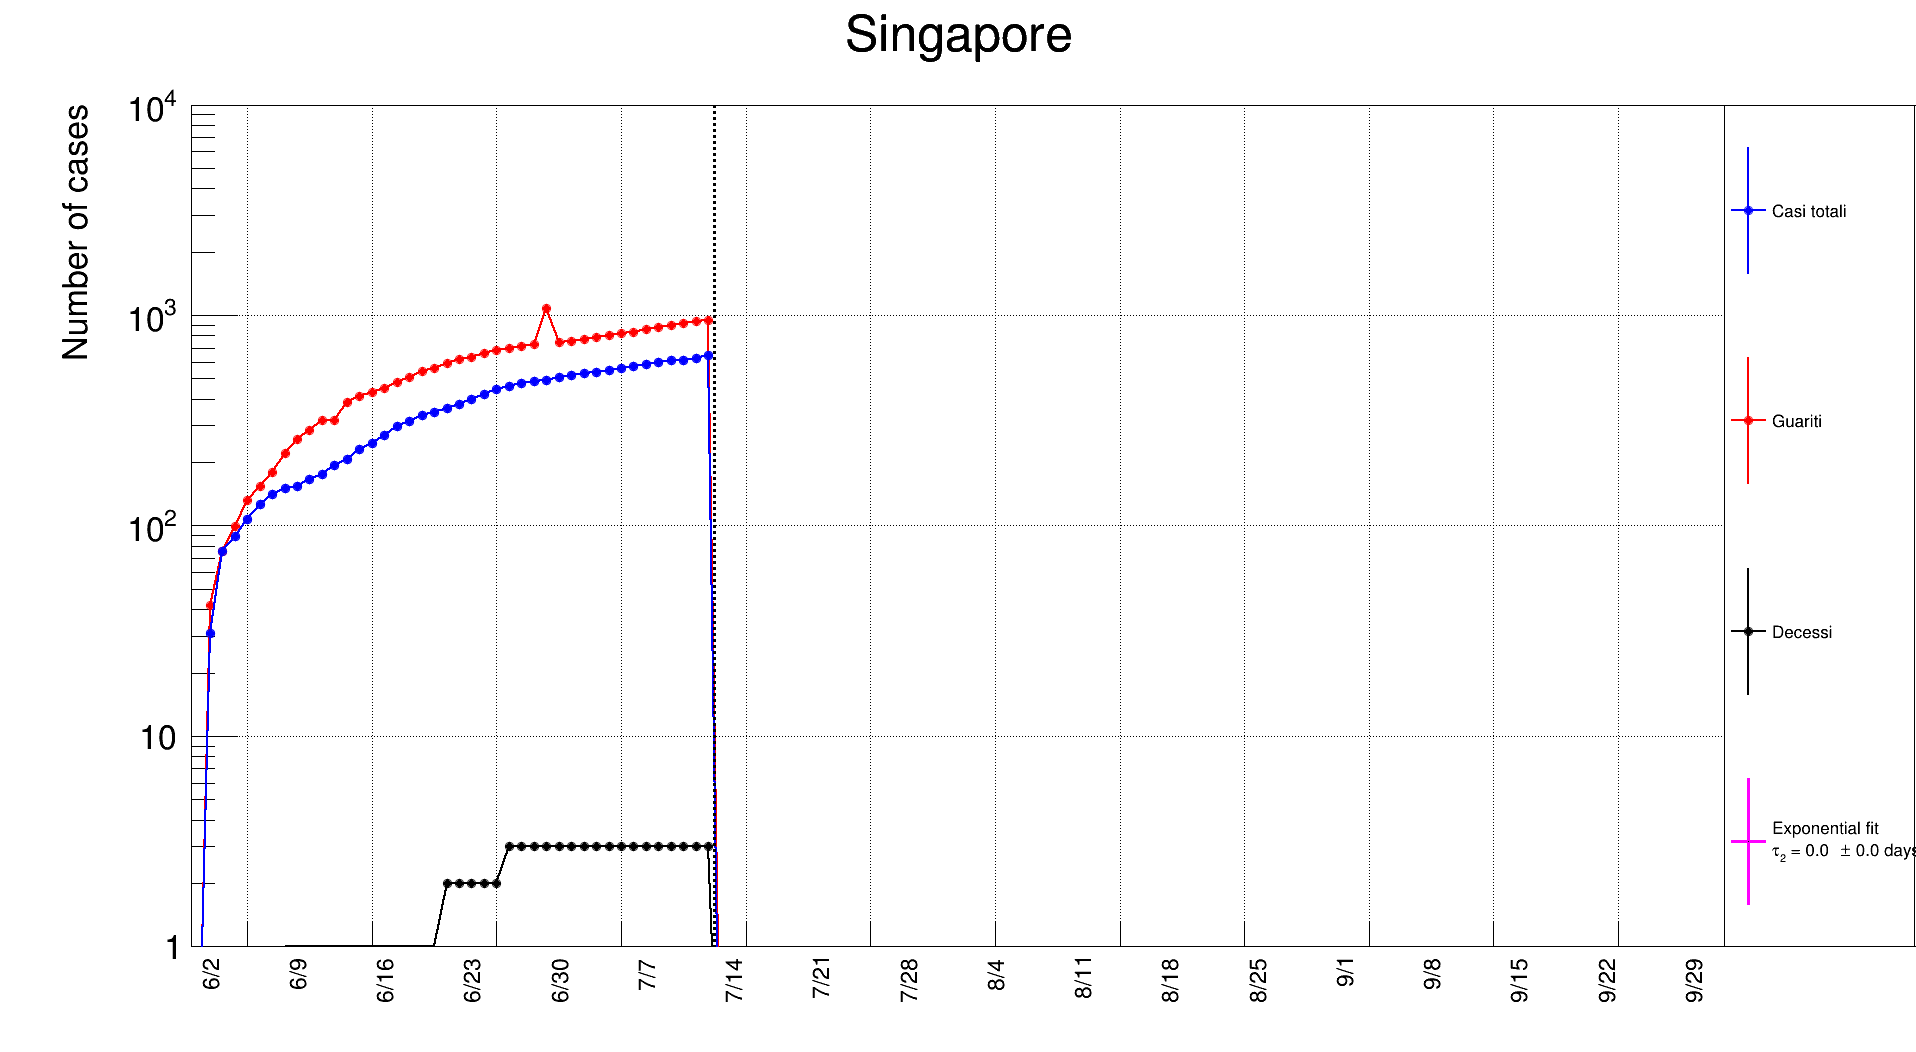 Singapore
Number of cases
10^4
10^3
10^2
10
1
6/2 6/9 6/16 6/23 6/30 7/7 7/14 7/21 7/28 8/4 8/11 8/18 8/25 9/1 9/8 9/15 9/22 9/29
Casi totali
Guariti
Decessi
Exponential fit
τ_2 = 0.0 ± 0.0 days